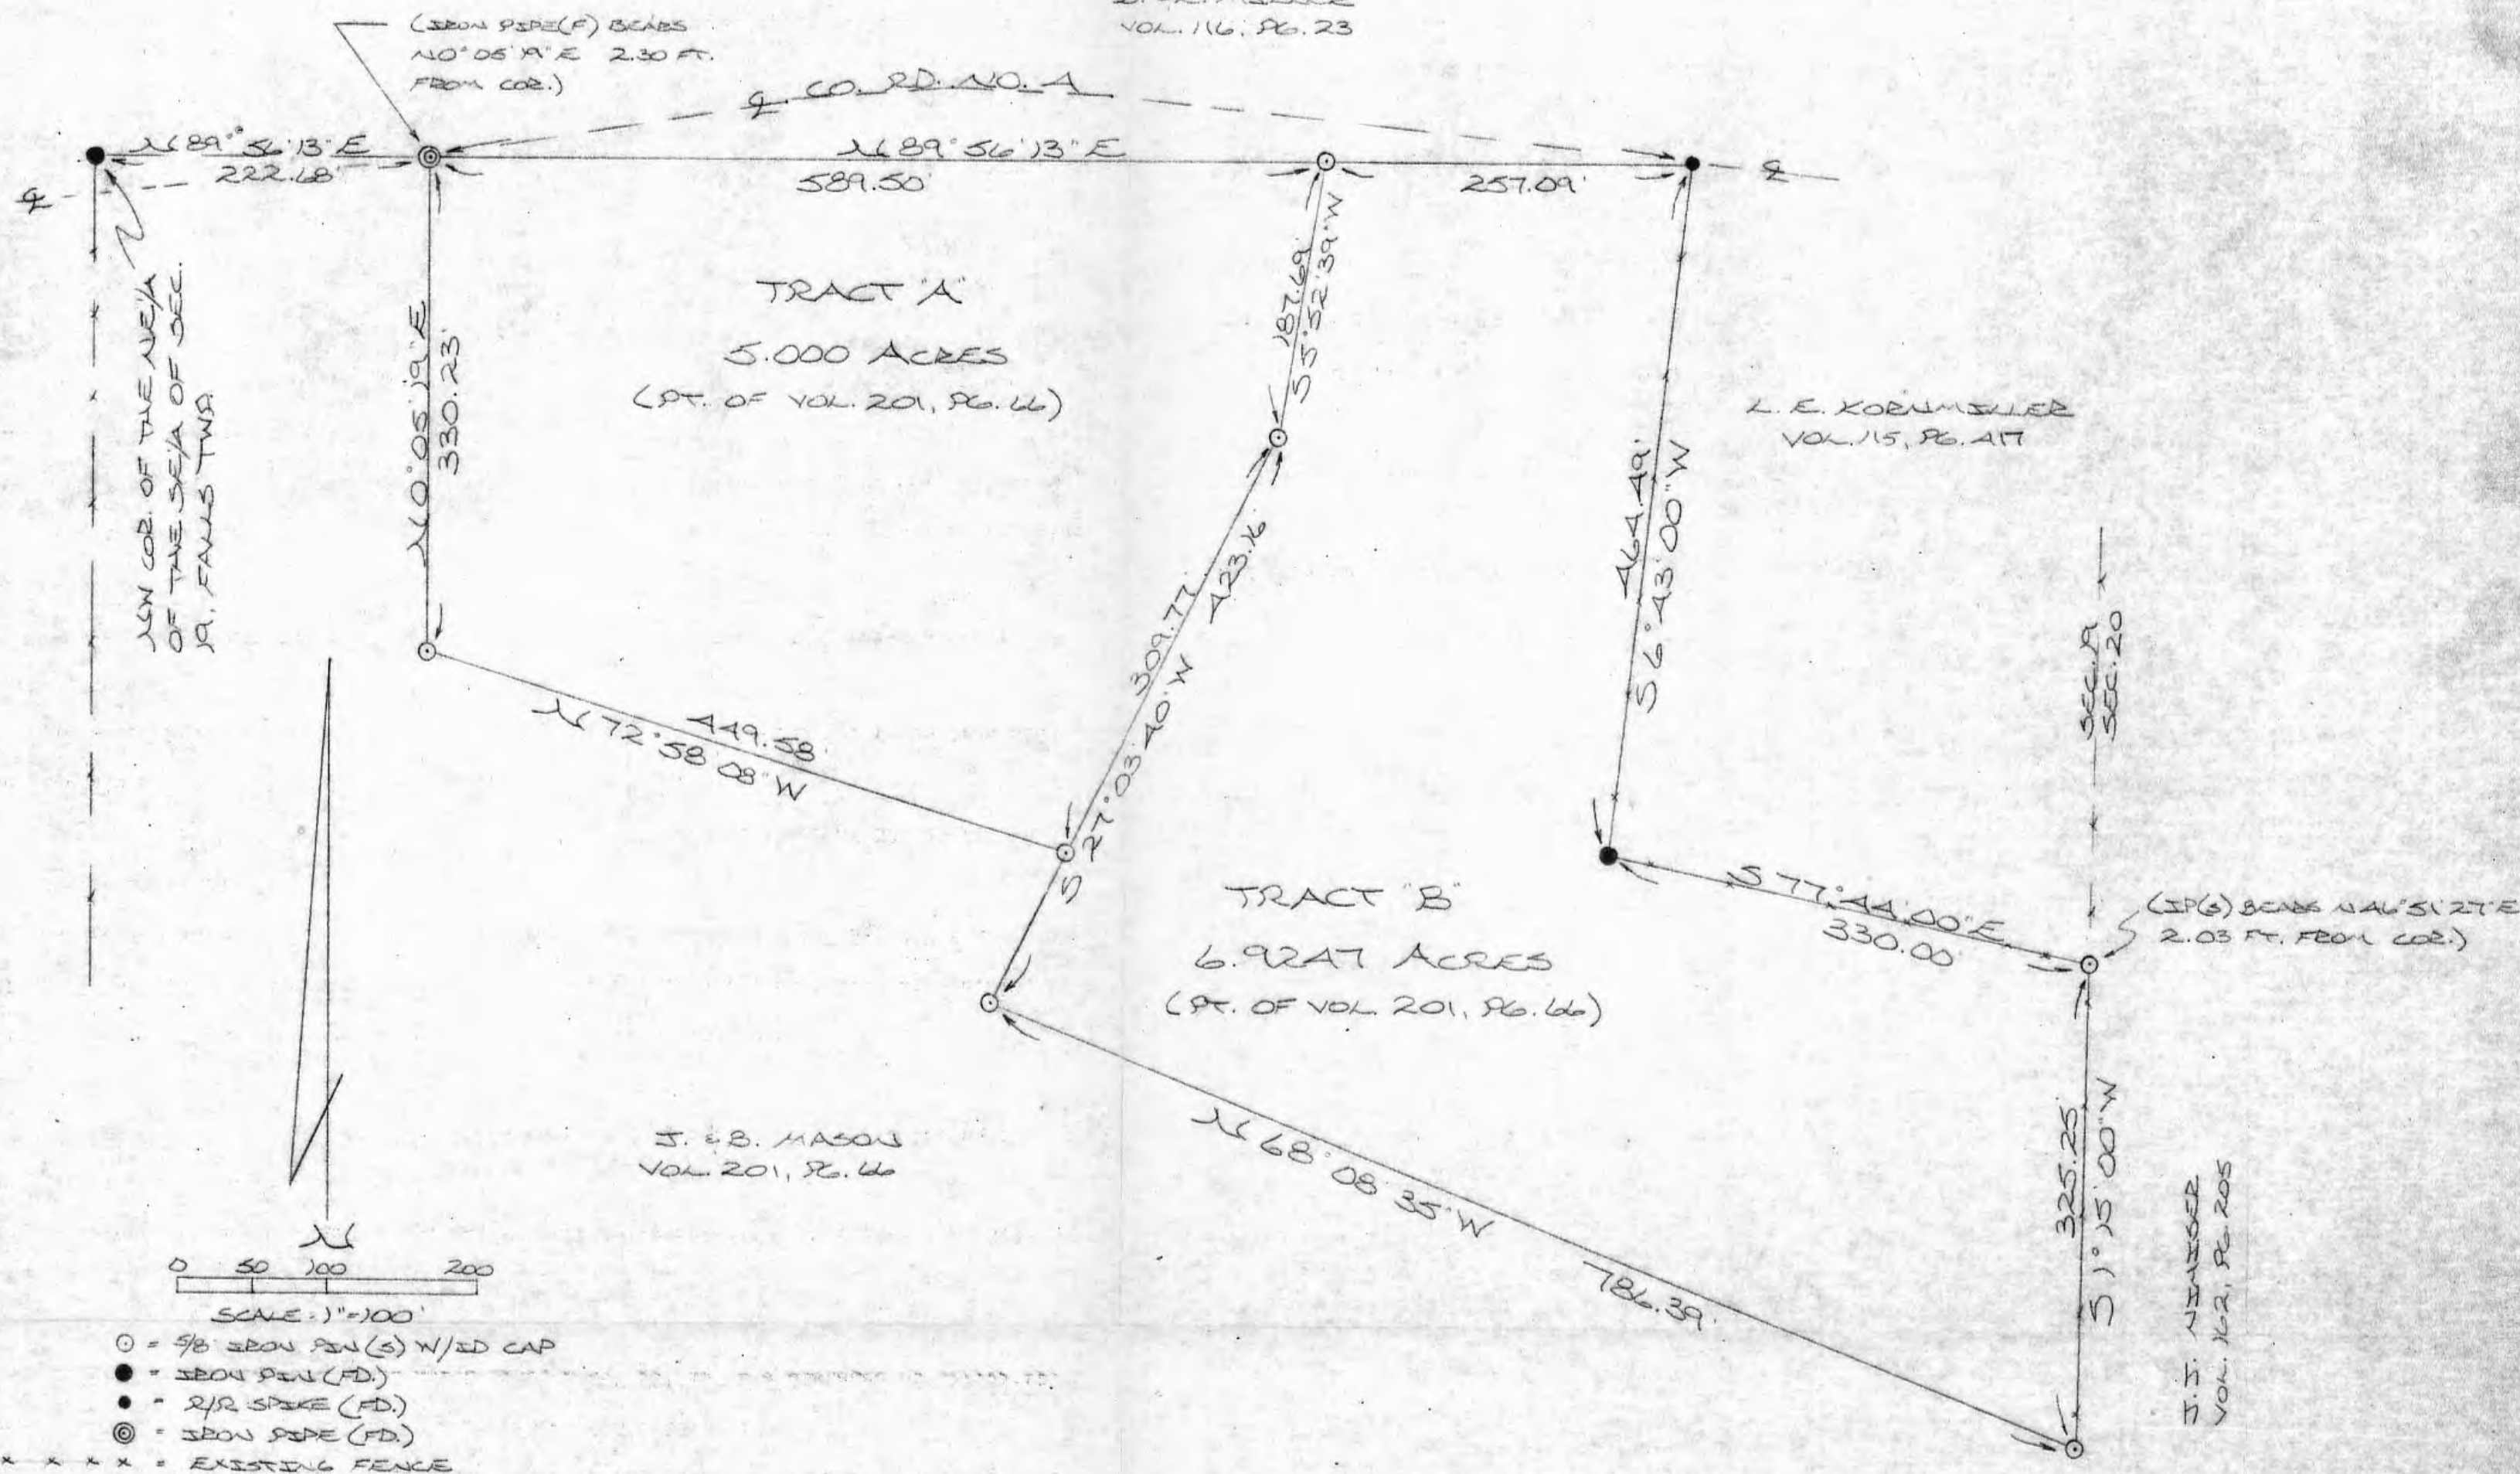 VOL. 116, PG. 23
(IRON PIPE(F) BEARS
N0°05'19"E 2.30 FT.
FROM COR.)
℄ CO. RD. NO. 4
N 89° 56' 13" E
222.68'
℄
N 89° 56' 13" E
589.50'
257.09'
℄
NW COR. OF THE NE/4
OF THE SE/4 OF SEC.
19, FALLS TWP.
N 0° 05' 19" E
330.23'
TRACT "A"
5.000 ACRES
(PT. OF VOL. 201, PG. 66)
187.69'
S 5° 52' 39" W
464.49'
S 6° 43' 00" W
L. E. KORNMILLER
VOL. 115, PG. 417
309.77'
423.16'
S 27° 03' 40" W
449.58'
N 72° 58' 08" W
SEC. 19
SEC. 20
TRACT "B"
6.9247 ACRES
(PT. OF VOL. 201, PG. 66)
S 77° 44' 00" E
330.00'
(IP(S) BEARS N46°51'27"E
2.03 FT. FROM COR.)
J. & B. MASON
VOL. 201, PG. 66
N 68° 08' 35" W
786.39'
325.25'
S 1° 15' 00" W
J. J. NIMISER
VOL. 162, PG. 205
N
0 50 100 200
SCALE: 1"=100'
⊙ = 5/8" IRON PIN(S) W/ID CAP
● = IRON PIN (FD.)
• = R/R SPIKE (FD.)
◎ = IRON PIPE (FD.)
x x x x = EXISTING FENCE